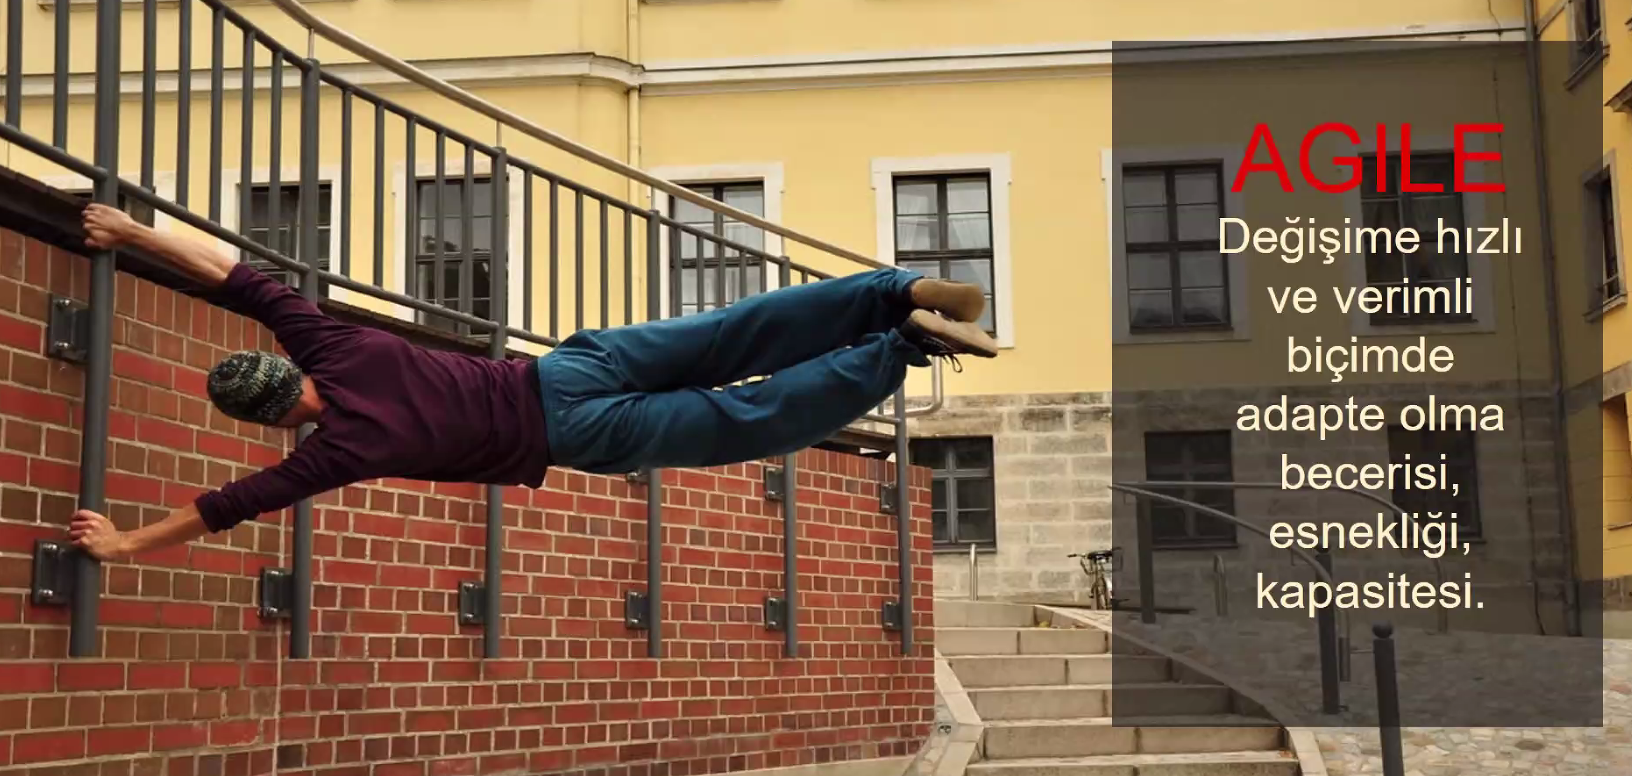 AGILE
Değişime hızlı
ve verimli
biçimde
adapte olma
becerisi,
esnekliği,
kapasitesi.